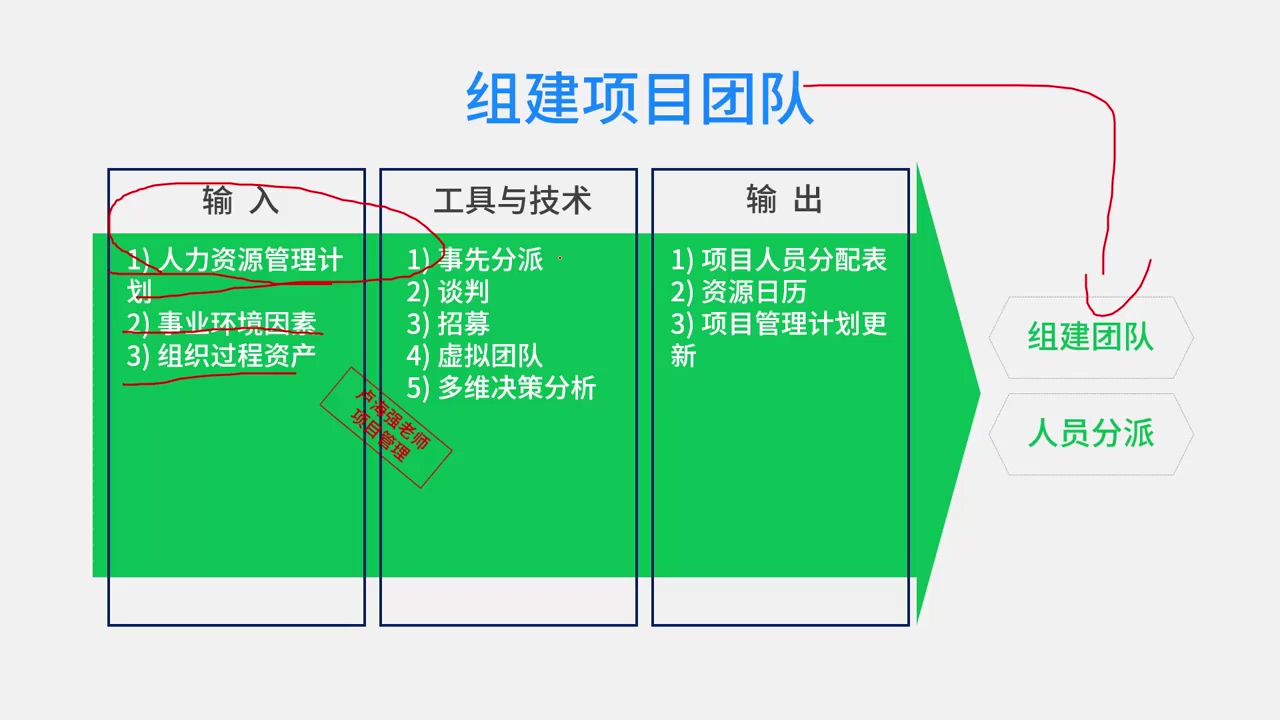 组建项目团队
输 入
1) 人力资源管理计
划
2) 事业环境因素
3) 组织过程资产
工具与技术
1) 事先分派
2) 谈判
3) 招募
4) 虚拟团队
5) 多维决策分析
输 出
1) 项目人员分配表
2) 资源日历
3) 项目管理计划更
新
组建团队
人员分派
卢海强老师
项目管理